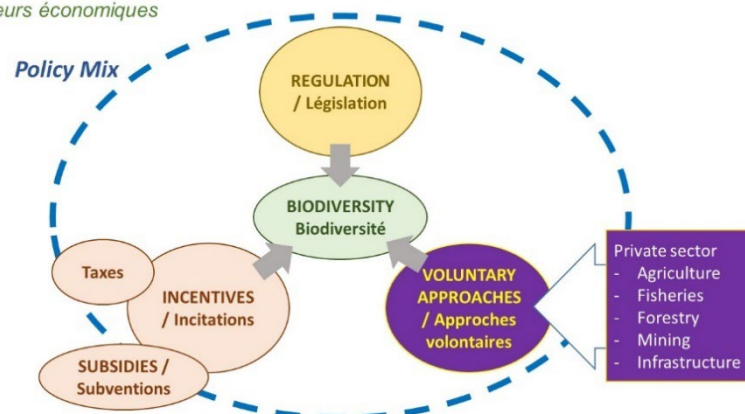 économiques
Policy Mix
REGULATION
/ Législation
BIODIVERSITY
Biodiversité
Taxes
INCENTIVES
/ Incitations
SUBSIDIES /
Subventions
VOLUNTARY
APPROACHES
/ Approches
volontaires
Private sector
- Agriculture
- Fisheries
- Forestry
- Mining
- Infrastructure